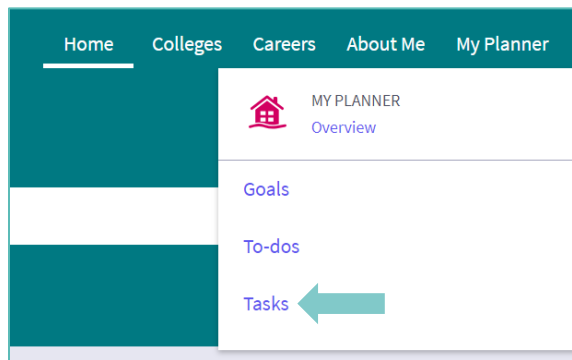 Home Colleges Careers About Me My Planner
MY PLANNER
Overview
Goals
To-dos
Tasks